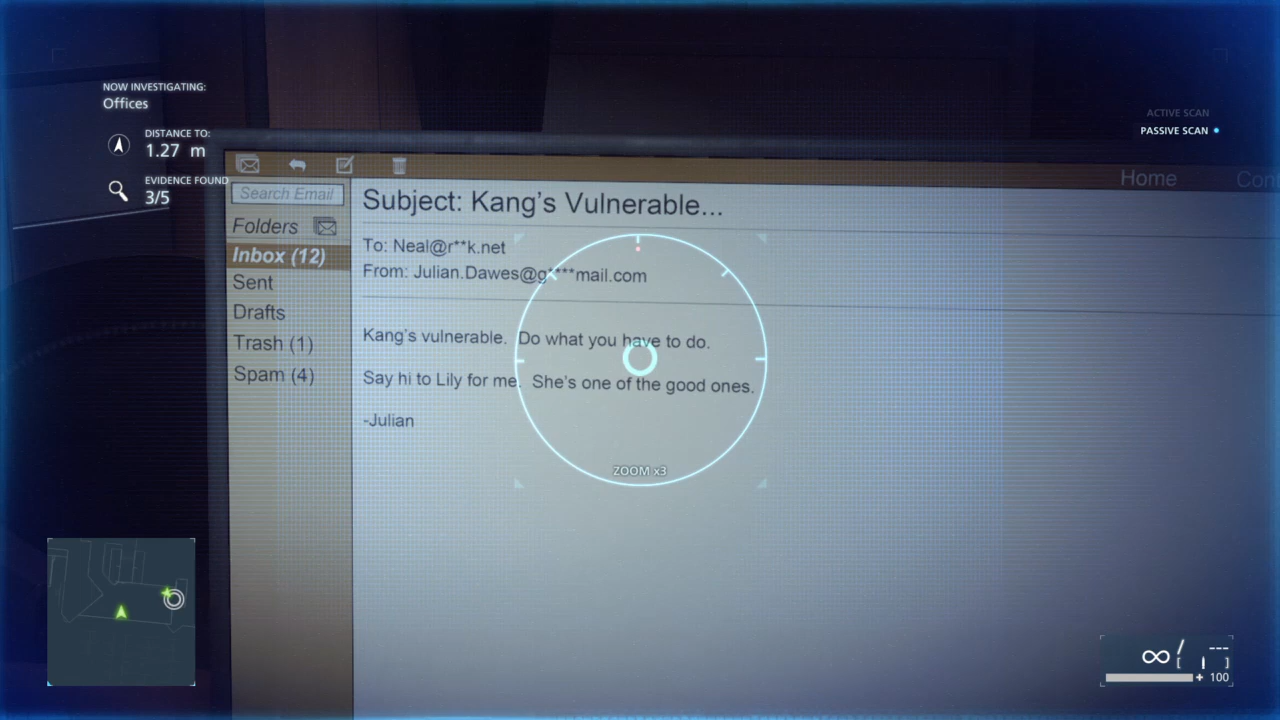 NOW INVESTIGATING:
Offices
DISTANCE TO:
1.27 m
EVIDENCE FOUND
3/5
ACTIVE SCAN
PASSIVE SCAN
Home
Search Email
Folders
Inbox (12)
Sent
Drafts
Trash (1)
Spam (4)
Subject: Kang's Vulnerable...
To: Neal@r**k.net
From: Julian.Dawes@g****mail.com
Kang's vulnerable. Do what you have to do.
Say hi to Lily for me. She's one of the good ones.
-Julian
ZOOM x3
∞ / ---
+ 100